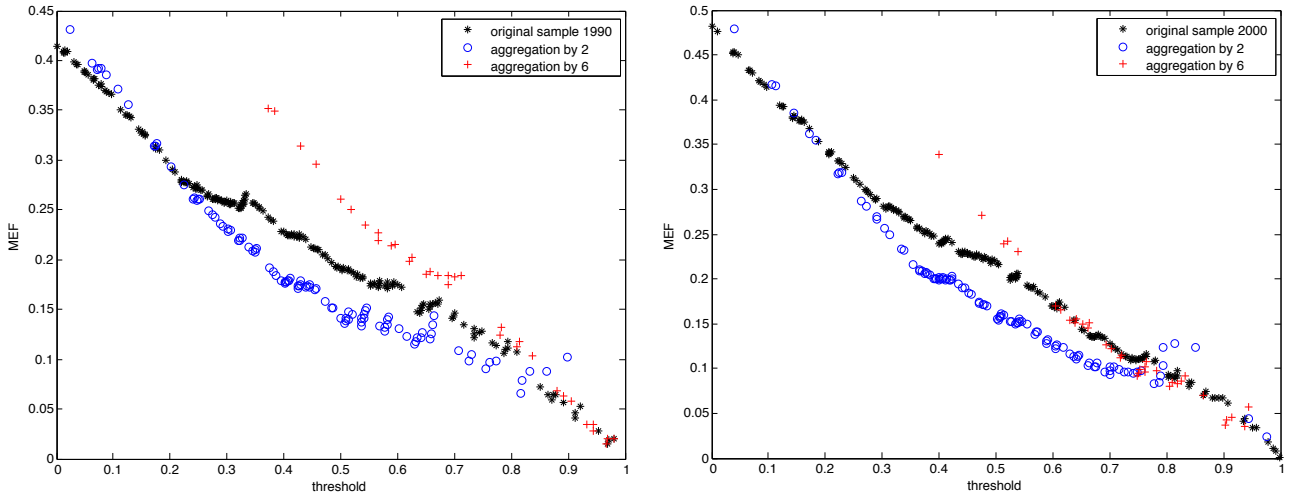 0.45
0.4
0.35
0.3
0.25
0.2
0.15
0.1
0.05
0
MEF
0 0.1 0.2 0.3 0.4 0.5 0.6 0.7 0.8 0.9 1
threshold
original sample 1990
aggregation by 2
aggregation by 6
0.5
0.45
0.4
0.35
0.3
0.25
0.2
0.15
0.1
0.05
0
MEF
0 0.1 0.2 0.3 0.4 0.5 0.6 0.7 0.8 0.9 1
threshold
original sample 2000
aggregation by 2
aggregation by 6